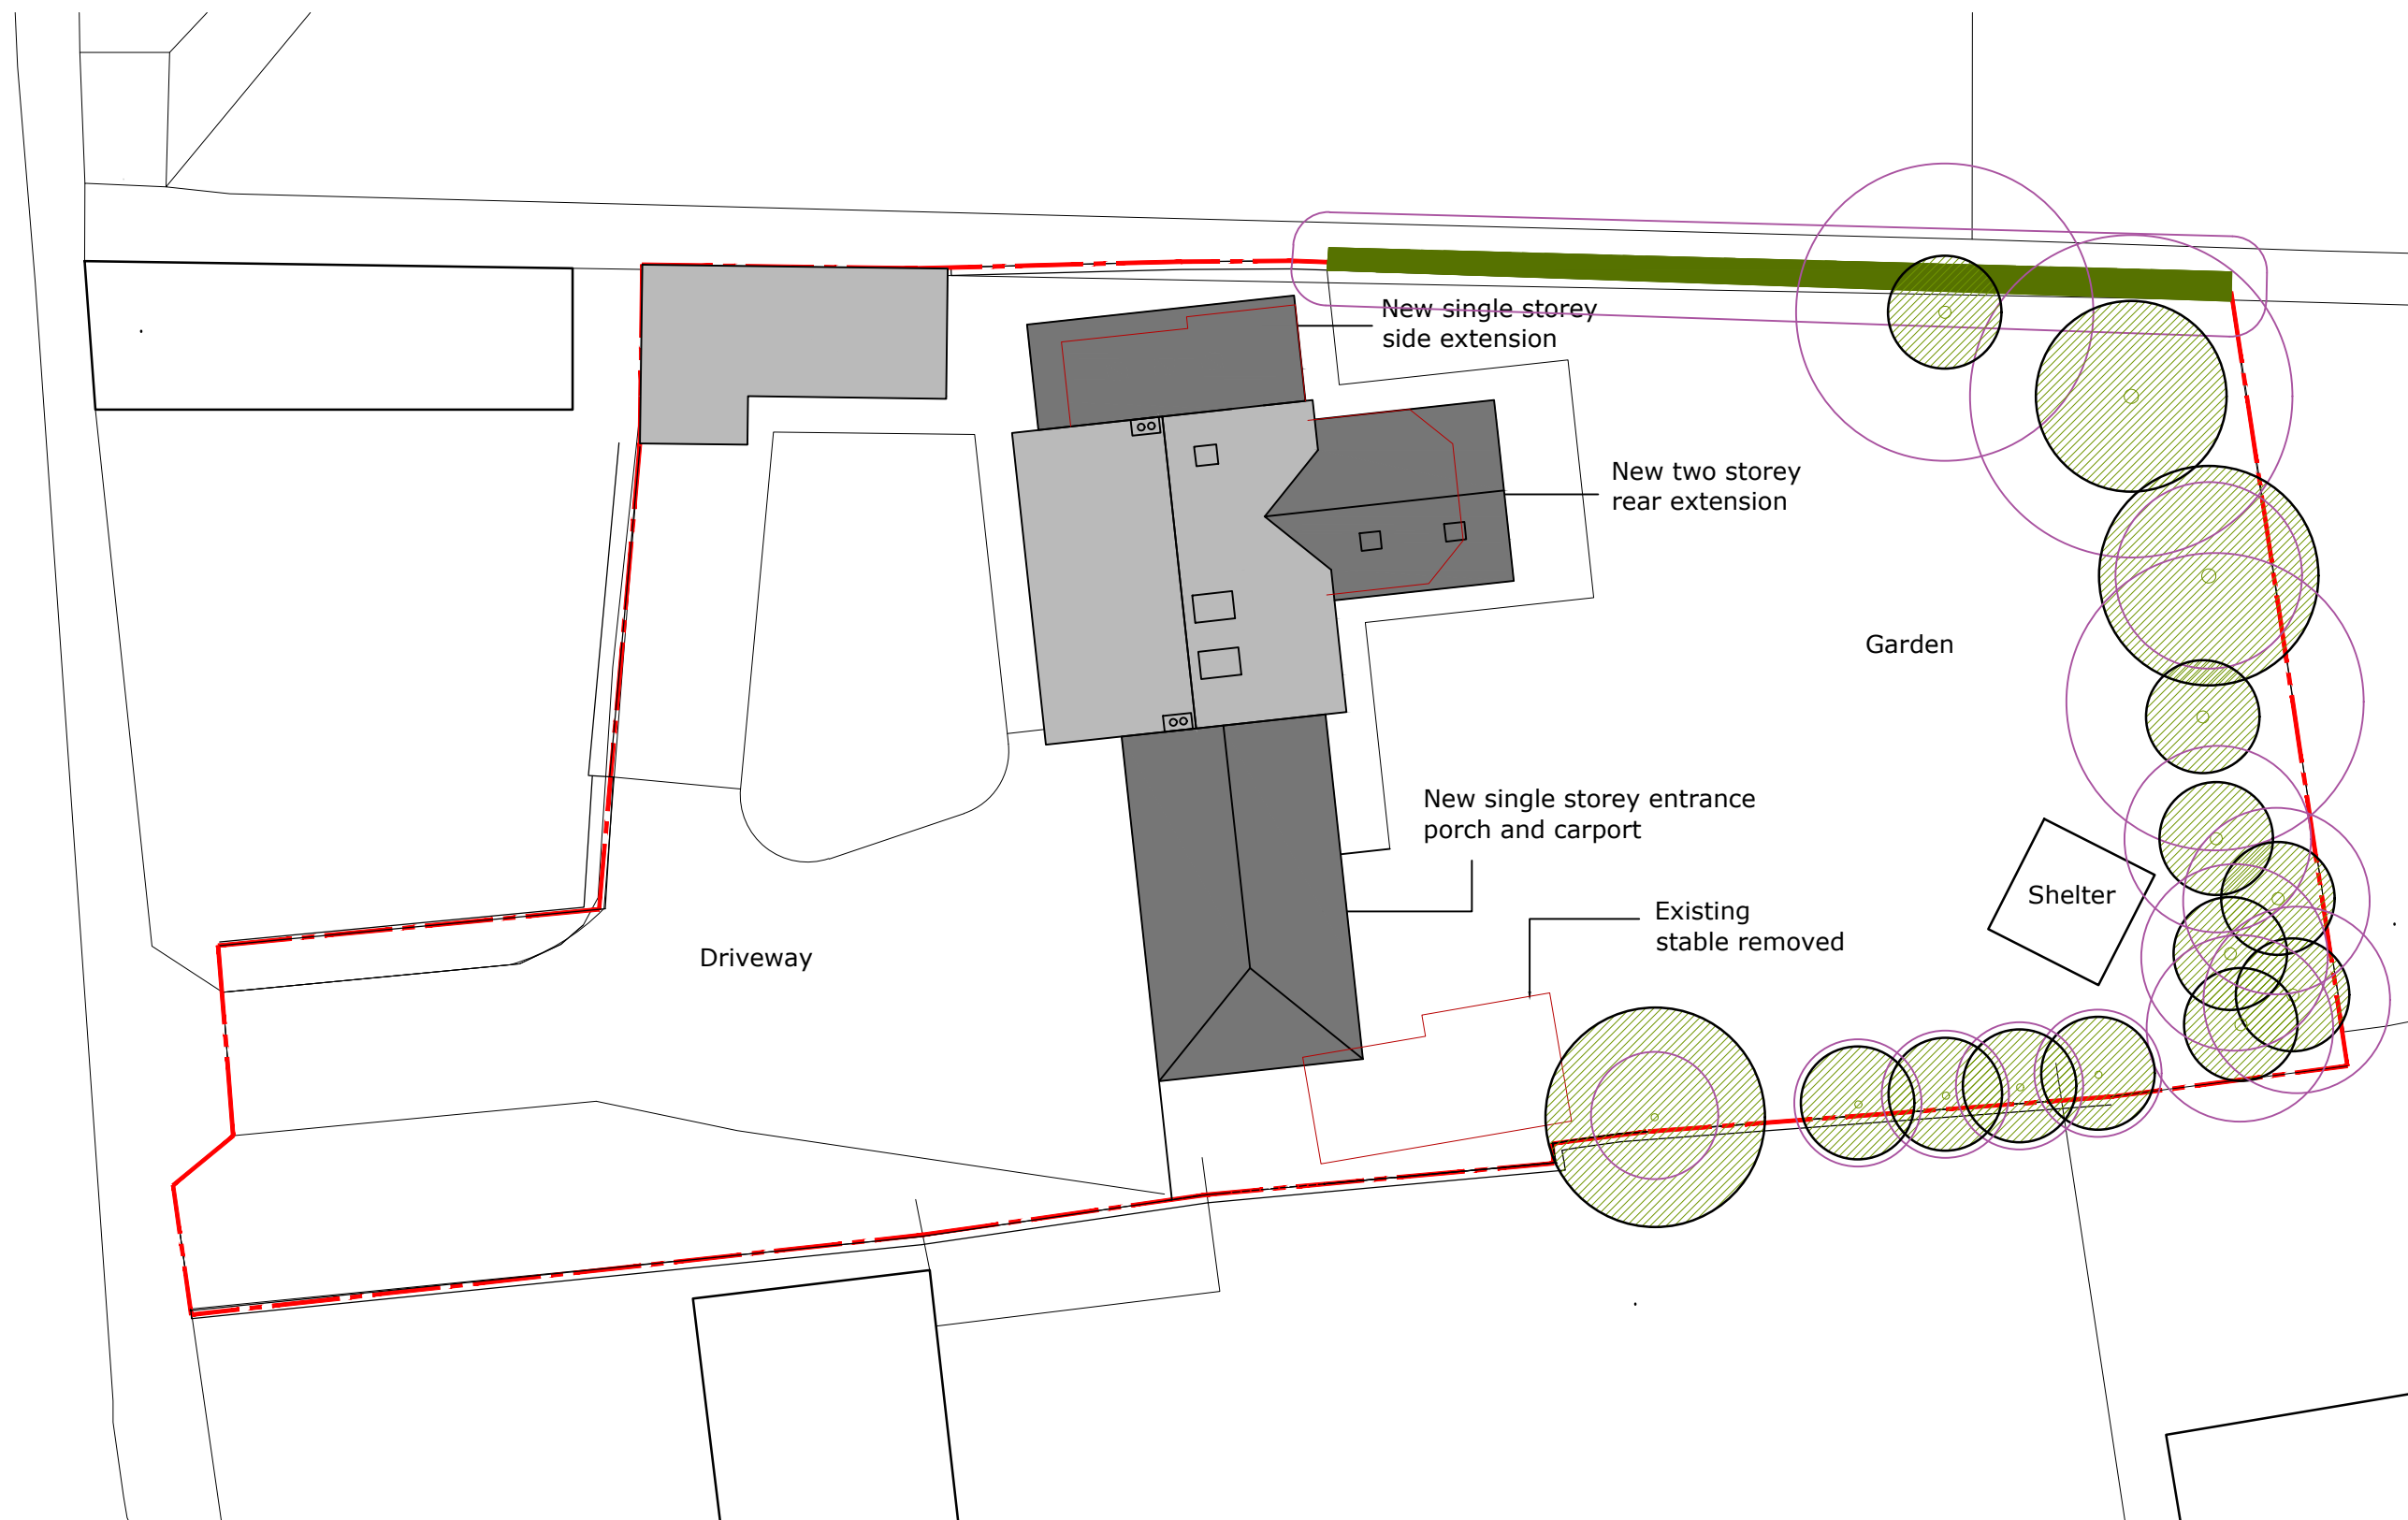 New single storey
side extension
New two storey
rear extension
Garden
New single storey entrance
porch and carport
Shelter
Existing
stable removed
Driveway